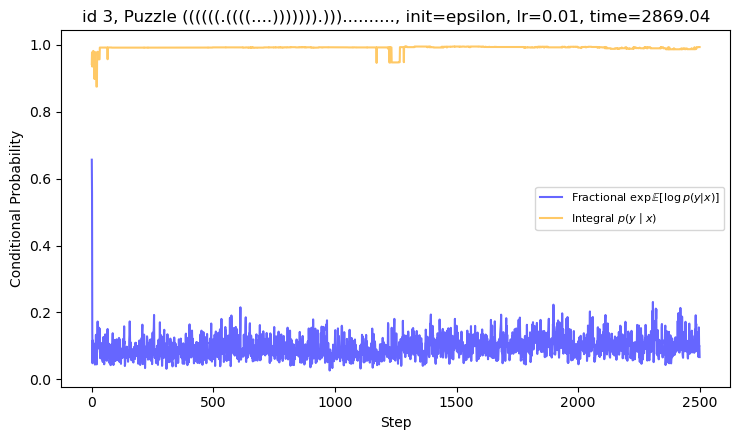 id 3, Puzzle ((((((.((((....))))))).))).........., init=epsilon, lr=0.01, time=2869.04
1.0
0.8
0.6
0.4
0.2
0.0
Conditional Probability
Fractional exp𝔼[log p(y|x)]
Integral p(y | x)
0
500
1000
1500
2000
2500
Step